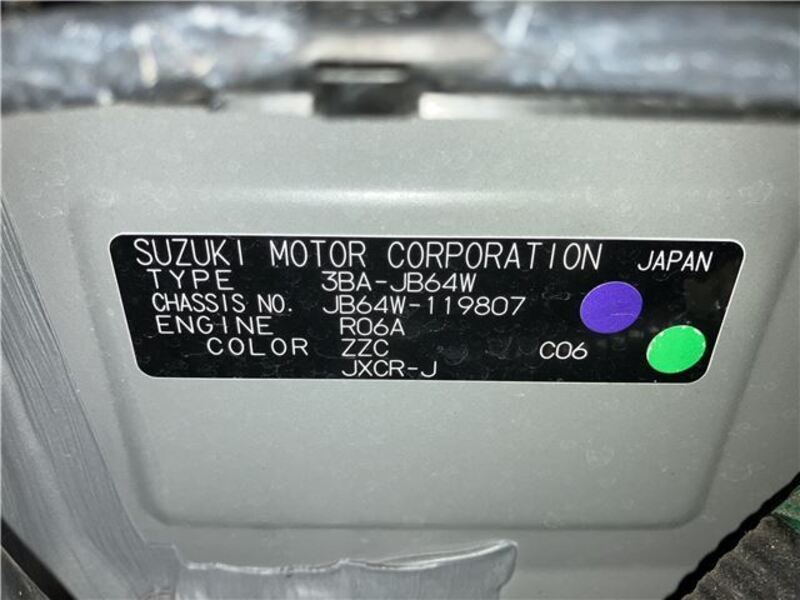 SUZUKI MOTOR CORPORATION JAPAN
TYPE 3BA-JB64W
CHASSIS NO. JB64W-119807
ENGINE R06A
COLOR ZZC C06
JXCR-J